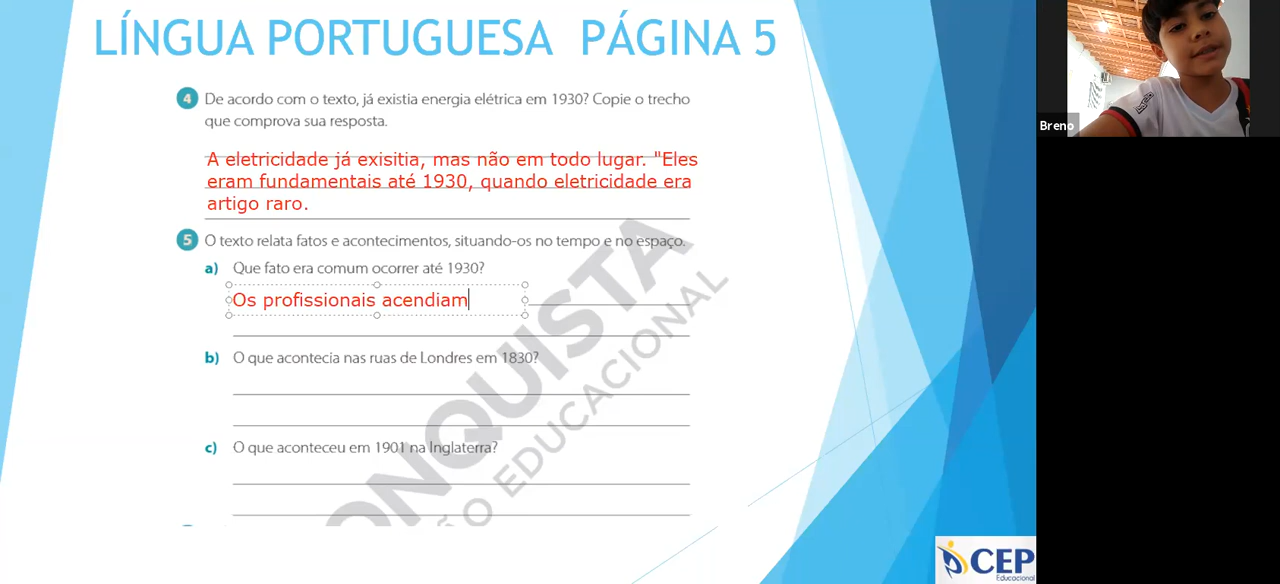 LÍNGUA PORTUGUESA PÁGINA 5
4 De acordo com o texto, já existia energia elétrica em 1930? Copie o trecho
que comprova sua resposta.
A eletricidade já exisitia, mas não em todo lugar. "Eles
eram fundamentais até 1930, quando eletricidade era
artigo raro.
5 O texto relata fatos e acontecimentos, situando-os no tempo e no espaço.
a) Que fato era comum ocorrer até 1930?
Os profissionais acendiam
b) O que acontecia nas ruas de Londres em 1830?
c) O que aconteceu em 1901 na Inglaterra?
CONQUISTA
EDUCACIONAL
CEP
Educacional
Breno